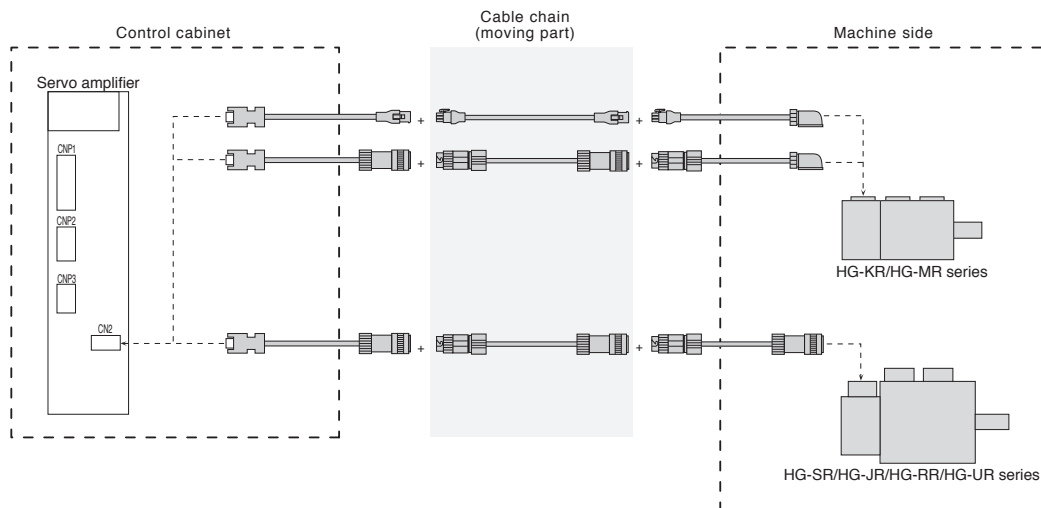 Control cabinet
Cable chain
(moving part)
Machine side
Servo amplifier
CNP1
CNP2
CNP3
CN2
+ +
+ +
+ +
HG-KR/HG-MR series
HG-SR/HG-JR/HG-RR/HG-UR series